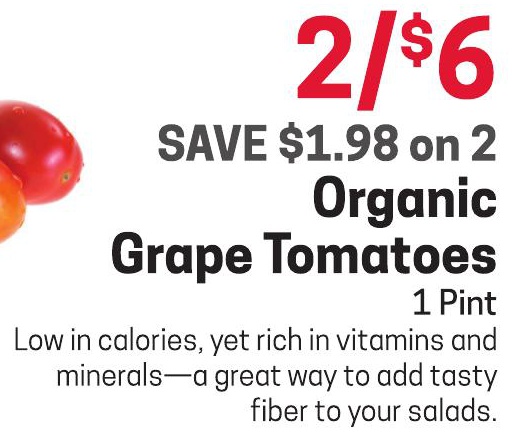 2/$6
SAVE $1.98 on 2
Organic
Grape Tomatoes
1 Pint
Low in calories, yet rich in vitamins and
minerals—a great way to add tasty
fiber to your salads.